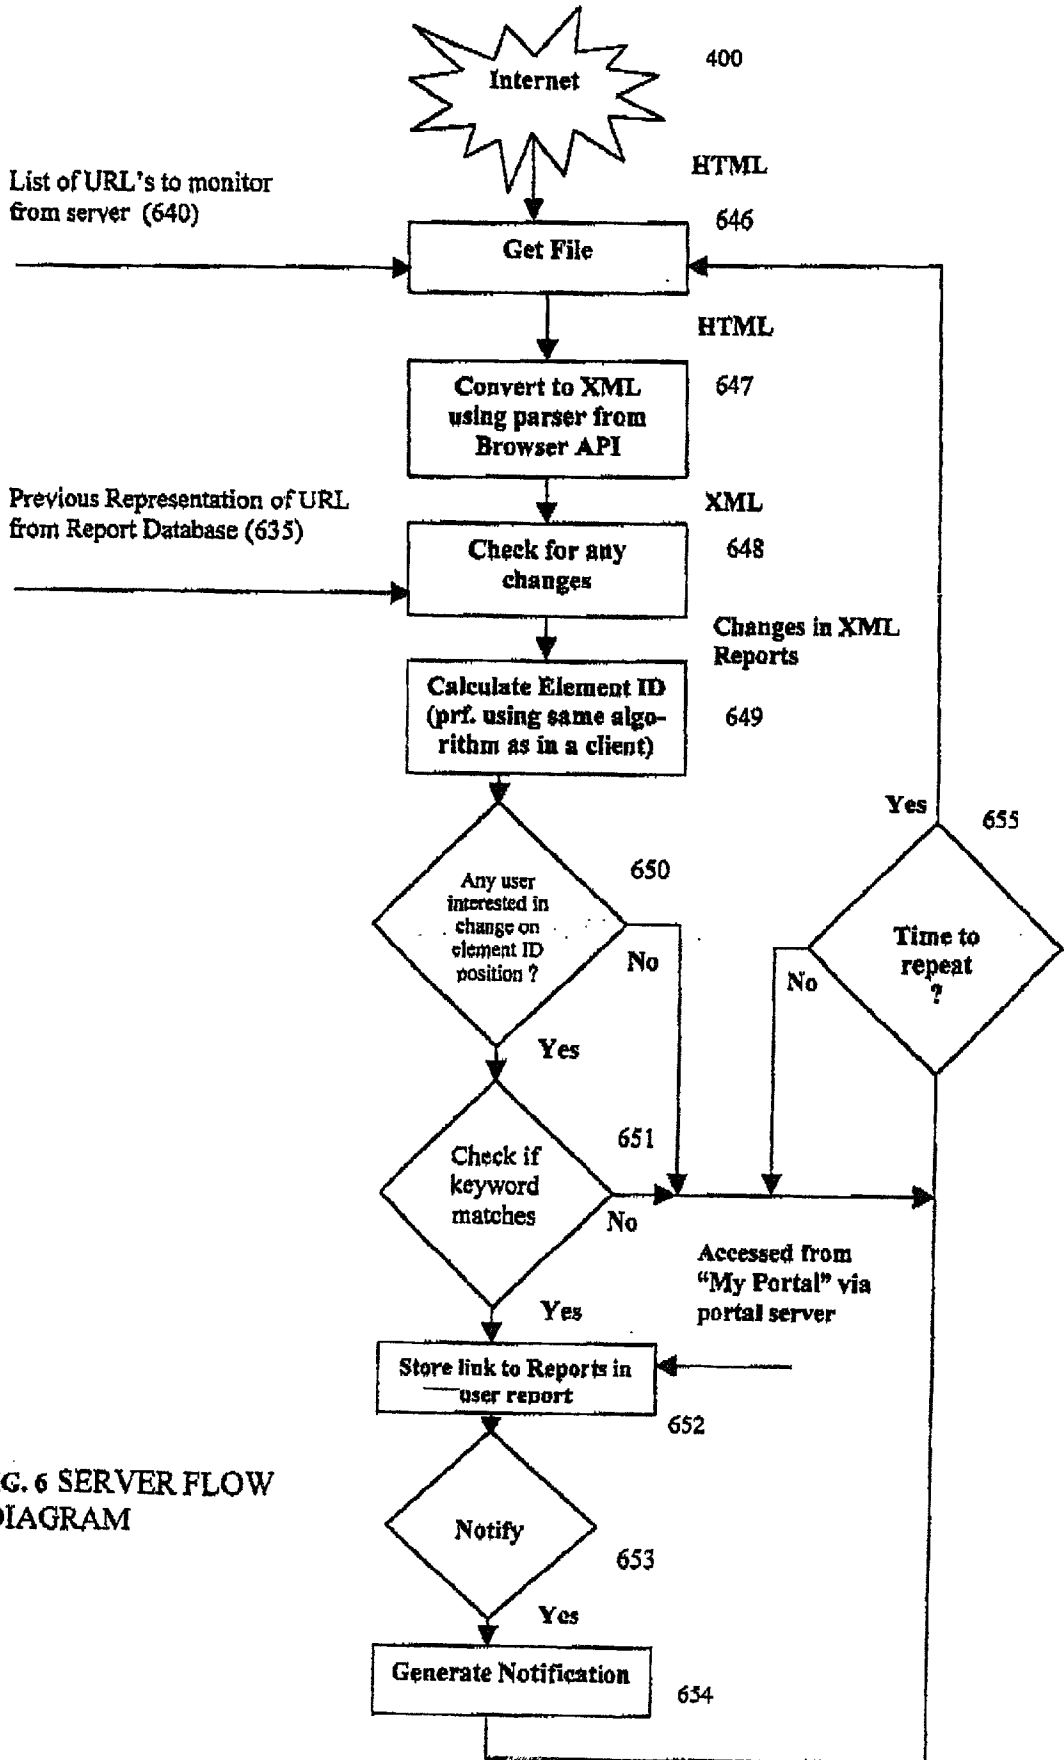 Internet
400
HTML
List of URL's to monitor
from server (640)
646
Get File
HTML
Convert to XML
using parser from
Browser API
647
Previous Representation of URL
from Report Database (635)
XML
Check for any
changes
648
Changes in XML
Reports
Calculate Element ID
(prf. using same algo-
rithm as in a client)
649
Yes
655
650
Any user
interested in
change on
element ID
position ?
No
Time to
repeat
?
No
Yes
651
Check if
keyword
matches
No
Accessed from
“My Portal” via
portal server
Yes
Store link to Reports in
user report
652
G. 6 SERVER FLOW
DIAGRAM
Notify
653
Yes
Generate Notification
654